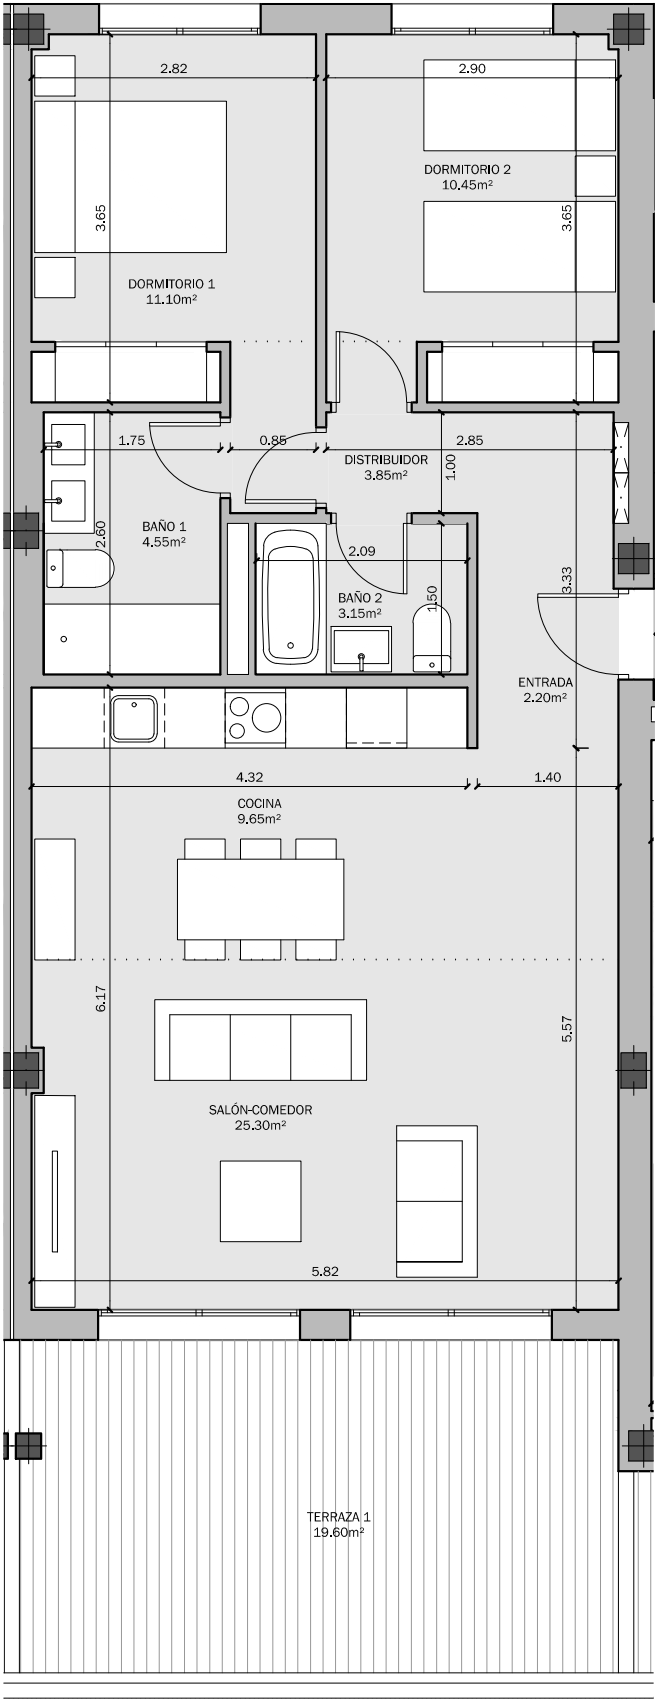 2.82
2.90
DORMITORIO 2
10.45m²
3.65
3.65
DORMITORIO 1
11.10m²
1.75
0.85
2.85
DISTRIBUIDOR
3.85m²
1.00
BAÑO 1
4.55m²
2.60
2.09
3.33
BAÑO 2
3.15m²
1.50
ENTRADA
2.20m²
4.32
1.40
COCINA
9.65m²
6.17
5.57
SALÓN-COMEDOR
25.30m²
5.82
TERRAZA 1
19.60m²